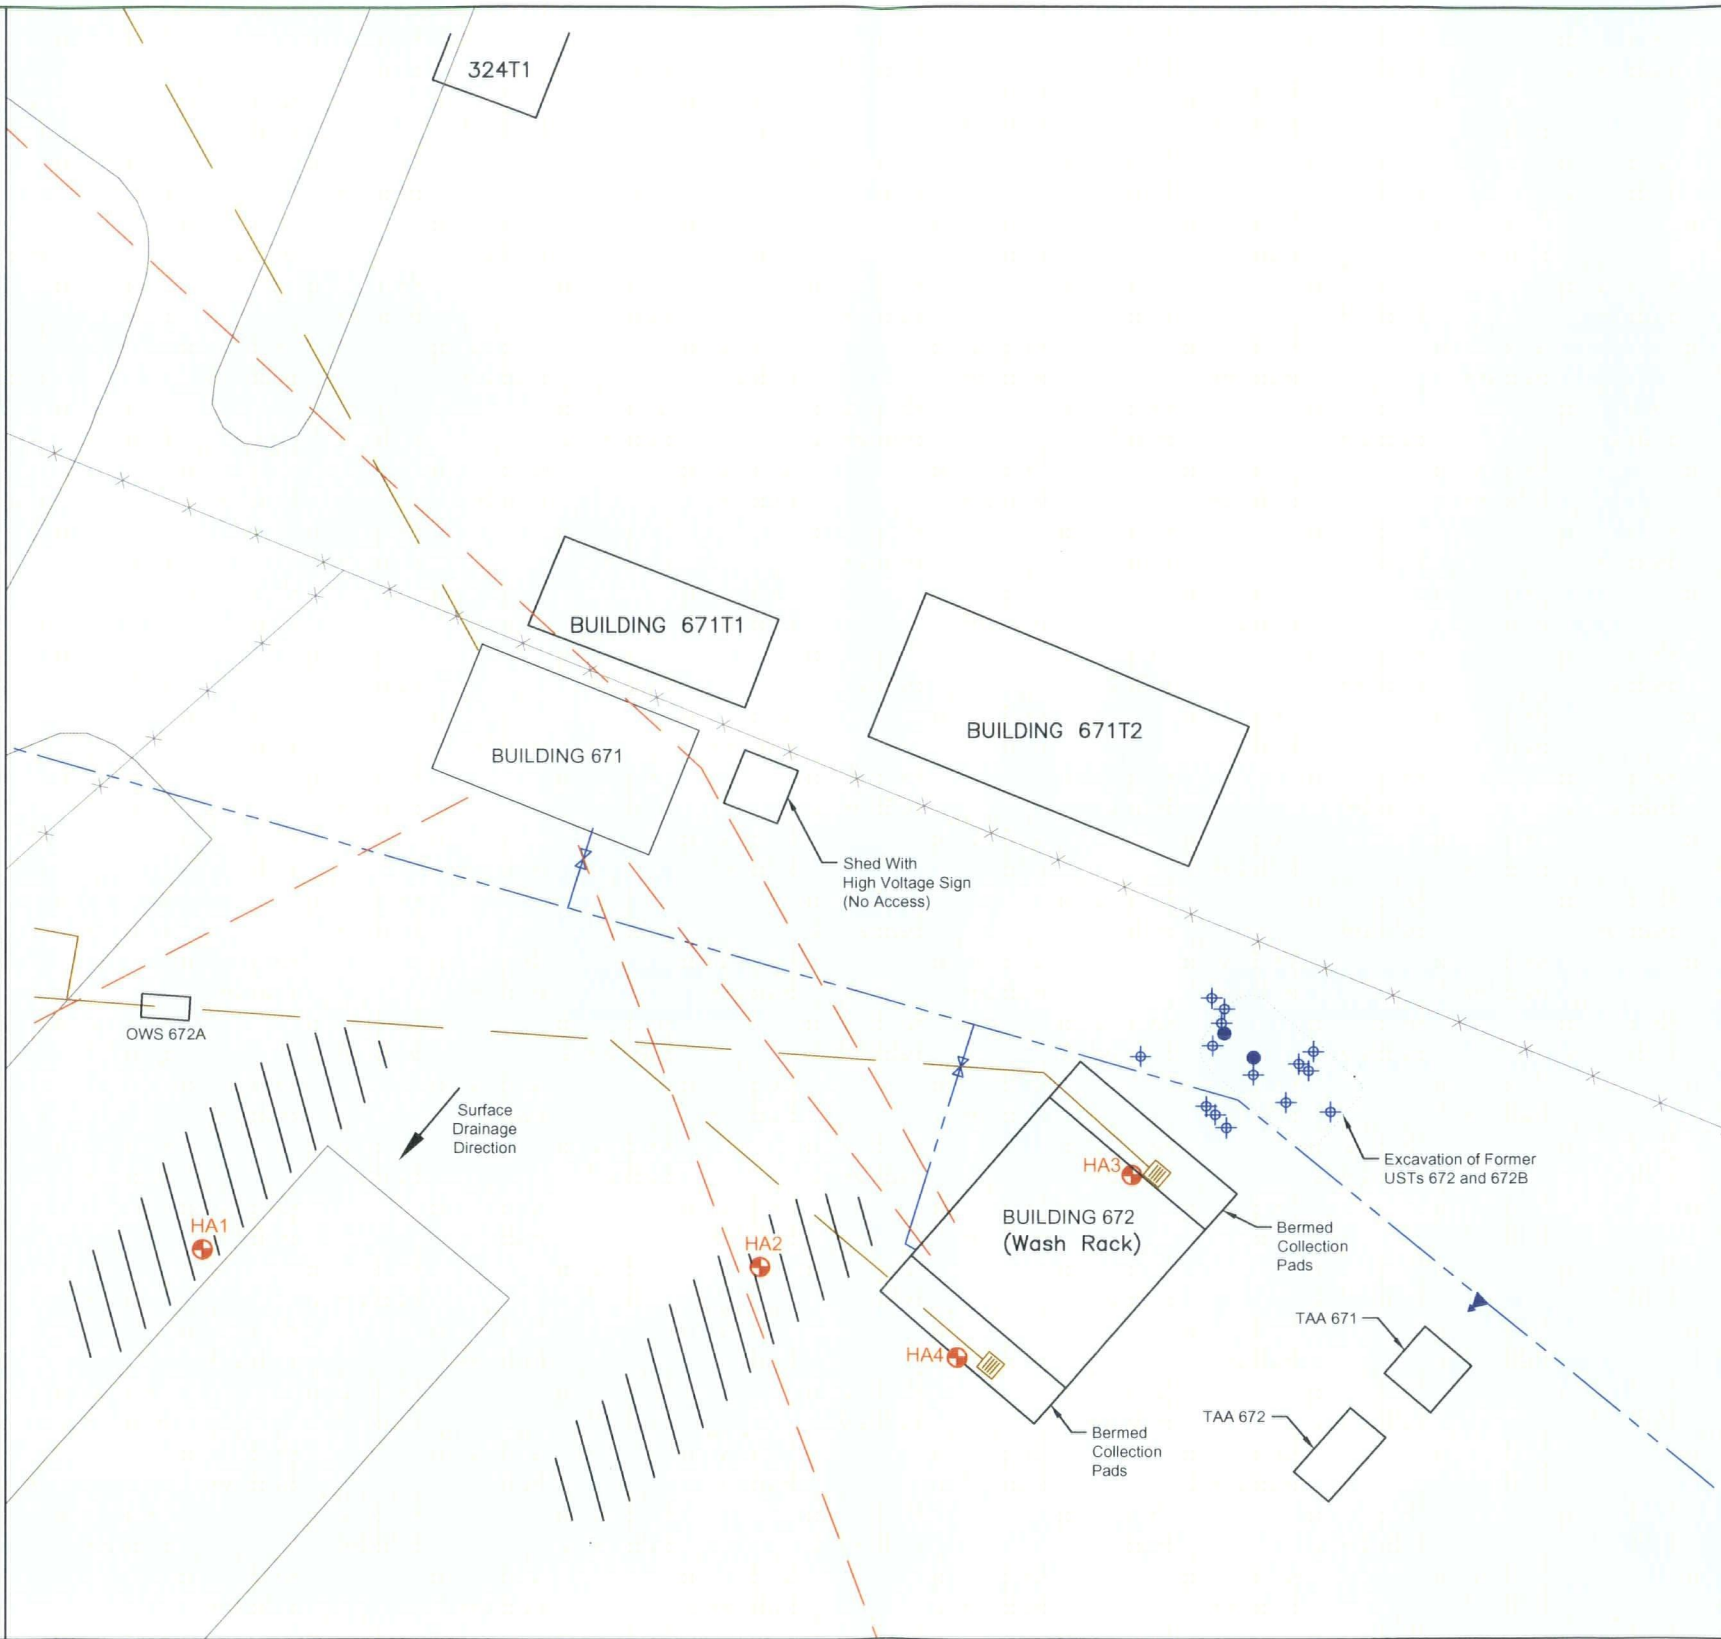 324T1
BUILDING 671T1
BUILDING 671T2
BUILDING 671
Shed With
High Voltage Sign
(No Access)
OWS 672A
Surface
Drainage
Direction
Excavation of Former
USTs 672 and 672B
HA3
BUILDING 672
(Wash Rack)
HA1
Bermed
Collection
Pads
HA2
TAA 671
HA4
TAA 672
Bermed
Collection
Pads